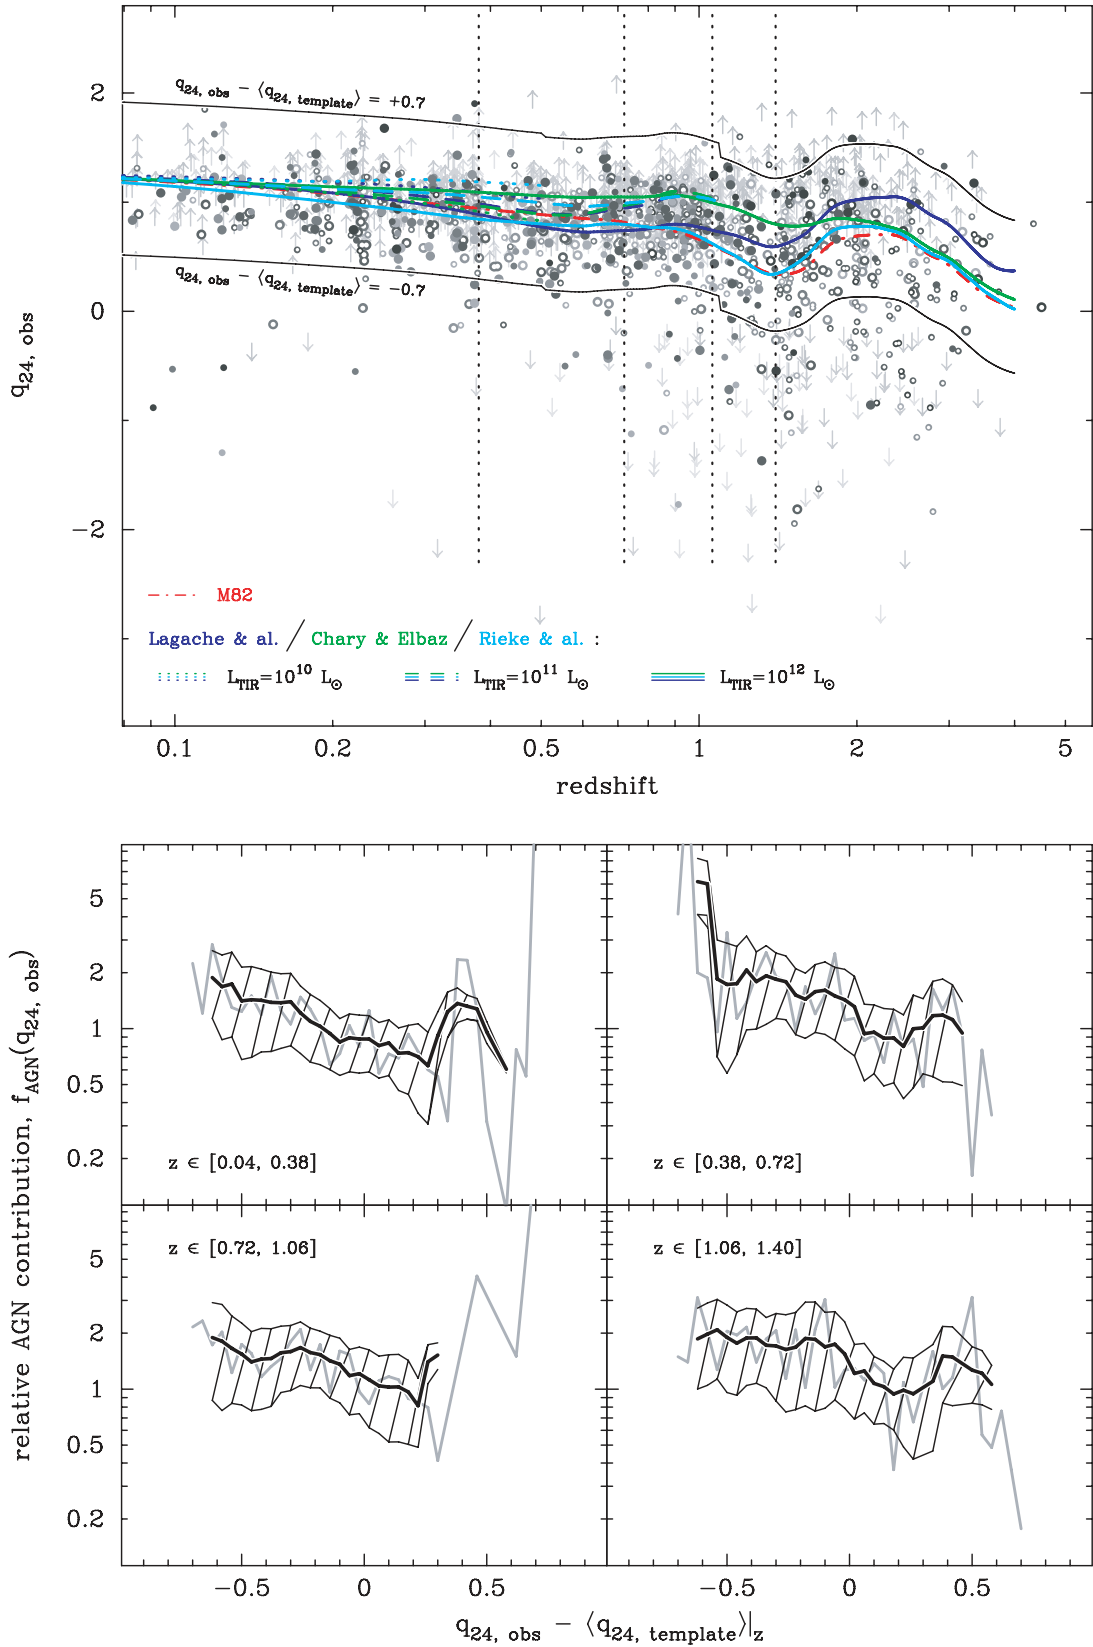 q24, obs − ⟨q24, template⟩ = +0.7
q24, obs − ⟨q24, template⟩ = −0.7
2
0
−2
q24, obs
M82
Lagache & al. / Chary & Elbaz / Rieke & al. :
LTIR=10^10 L⊙
LTIR=10^11 L⊙
LTIR=10^12 L⊙
0.1 0.2 0.5 1 2 5
redshift
relative AGN contribution, fAGN(q24, obs)
5
2
1
0.5
0.2
z ∈ [0.04, 0.38]
z ∈ [0.38, 0.72]
5
2
1
0.5
0.2
z ∈ [0.72, 1.06]
z ∈ [1.06, 1.40]
−0.5 0 0.5 −0.5 0 0.5
q24, obs − ⟨q24, template⟩|z